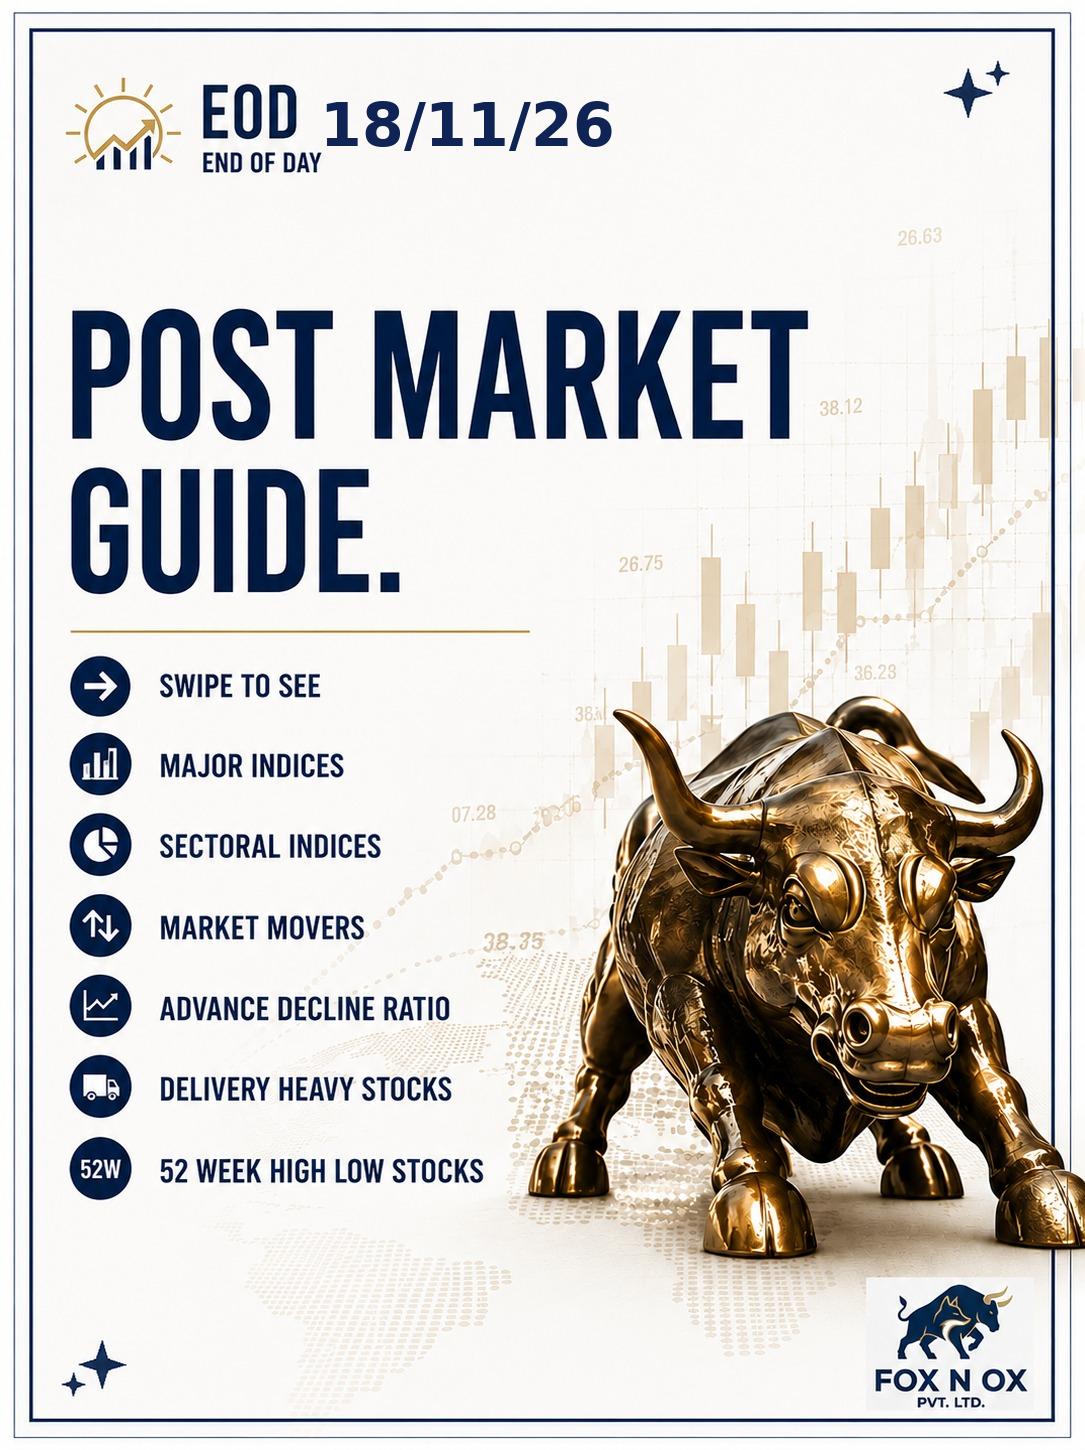 EOD 18/11/26
END OF DAY
26.63
POST MARKET
38.12
GUIDE.
26.75
SWIPE TO SEE
36.23
MAJOR INDICES
07.28
SECTORAL INDICES
MARKET MOVERS
38.35
ADVANCE DECLINE RATIO
DELIVERY HEAVY STOCKS
52W 52 WEEK HIGH LOW STOCKS
FOX N OX
PVT. LTD.